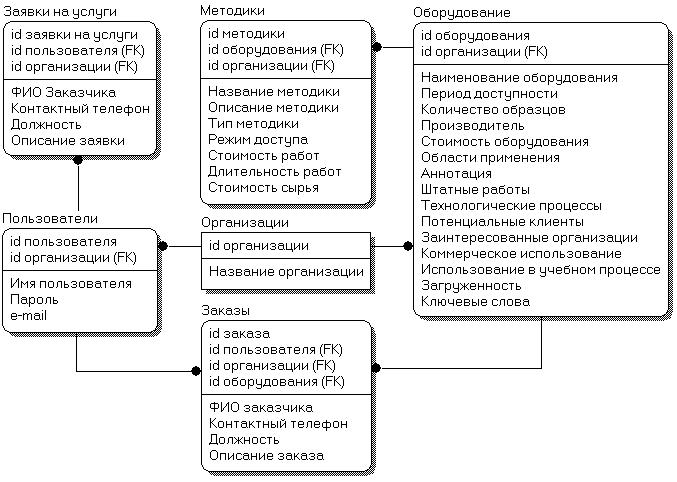 Заявки на услуги
id заявки на услуги
id пользователя (FK)
id организации (FK)
ФИО Заказчика
Контактный телефон
Должность
Описание заявки
Методики
id методики
id оборудования (FK)
id организации (FK)
Название методики
Описание методики
Тип методики
Режим доступа
Стоимость работ
Длительность работ
Стоимость сырья
Оборудование
id оборудования
id организации (FK)
Наименование оборудования
Период доступности
Количество образцов
Производитель
Стоимость оборудования
Области применения
Аннотация
Штатные работы
Технологические процессы
Потенциальные клиенты
Заинтересованные организации
Коммерческое использование
Использование в учебном процессе
Загруженность
Ключевые слова
Пользователи
id пользователя
id организации (FK)
Имя пользователя
Пароль
e-mail
Организации
id организации
Название организации
Заказы
id заказа
id пользователя (FK)
id организации (FK)
id оборудования (FK)
ФИО заказчика
Контактный телефон
Должность
Описание заказа